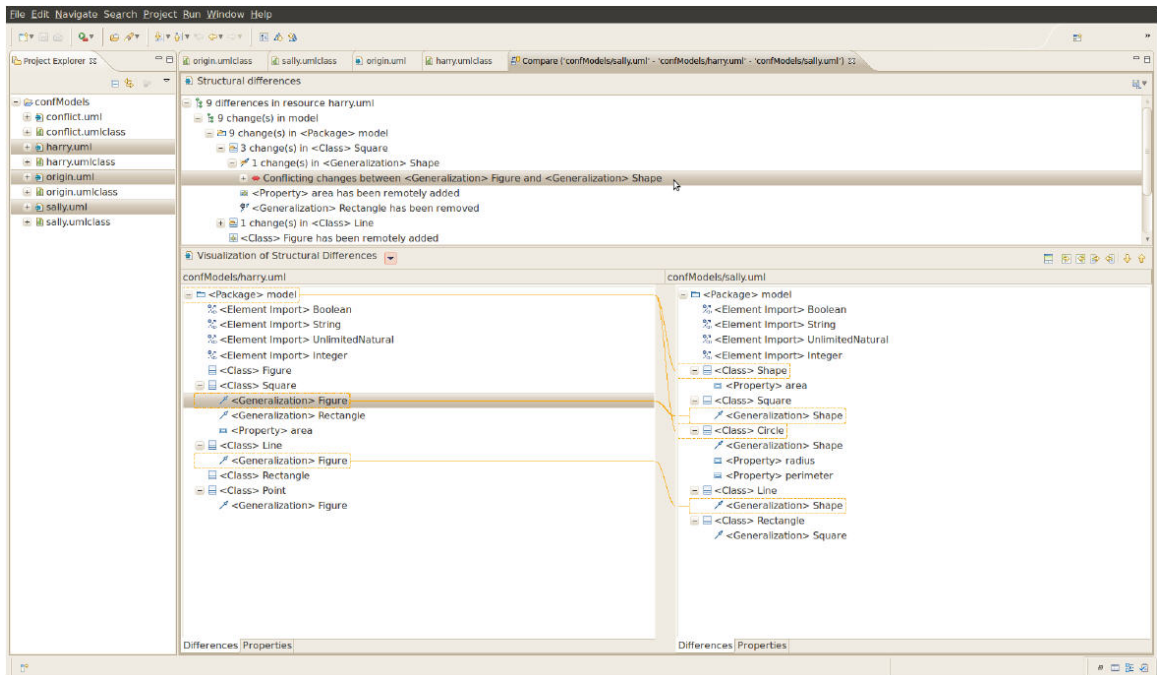 File Edit Navigate Search Project Run Window Help
Project Explorer
origin.umlclass
sally.umlclass
origin.uml
harry.umlclass
Compare ('confModels/sally.uml' - 'confModels/harry.uml' - 'confModels/sally.uml')
confModels
conflict.uml
conflict.umlclass
harry.uml
harry.umlclass
origin.uml
origin.umlclass
sally.uml
sally.umlclass
Structural differences
9 differences in resource harry.uml
9 change(s) in model
9 change(s) in <Package> model
3 change(s) in <Class> Square
1 change(s) in <Generalization> Shape
Conflicting changes between <Generalization> Figure and <Generalization> Shape
<Property> area has been remotely added
<Generalization> Rectangle has been removed
1 change(s) in <Class> Line
<Class> Figure has been remotely added
Visualization of Structural Differences
confModels/harry.uml
<Package> model
<Element Import> Boolean
<Element Import> String
<Element Import> UnlimitedNatural
<Element Import> Integer
<Class> Figure
<Class> Square
<Generalization> Figure
<Generalization> Rectangle
<Property> area
<Class> Line
<Generalization> Figure
<Class> Rectangle
<Class> Point
<Generalization> Figure
Differences Properties
confModels/sally.uml
<Package> model
<Element Import> Boolean
<Element Import> String
<Element Import> UnlimitedNatural
<Element Import> Integer
<Class> Shape
<Property> area
<Class> Square
<Generalization> Shape
<Class> Circle
<Generalization> Shape
<Property> radius
<Property> perimeter
<Class> Line
<Generalization> Shape
<Class> Rectangle
<Generalization> Square
Differences Properties